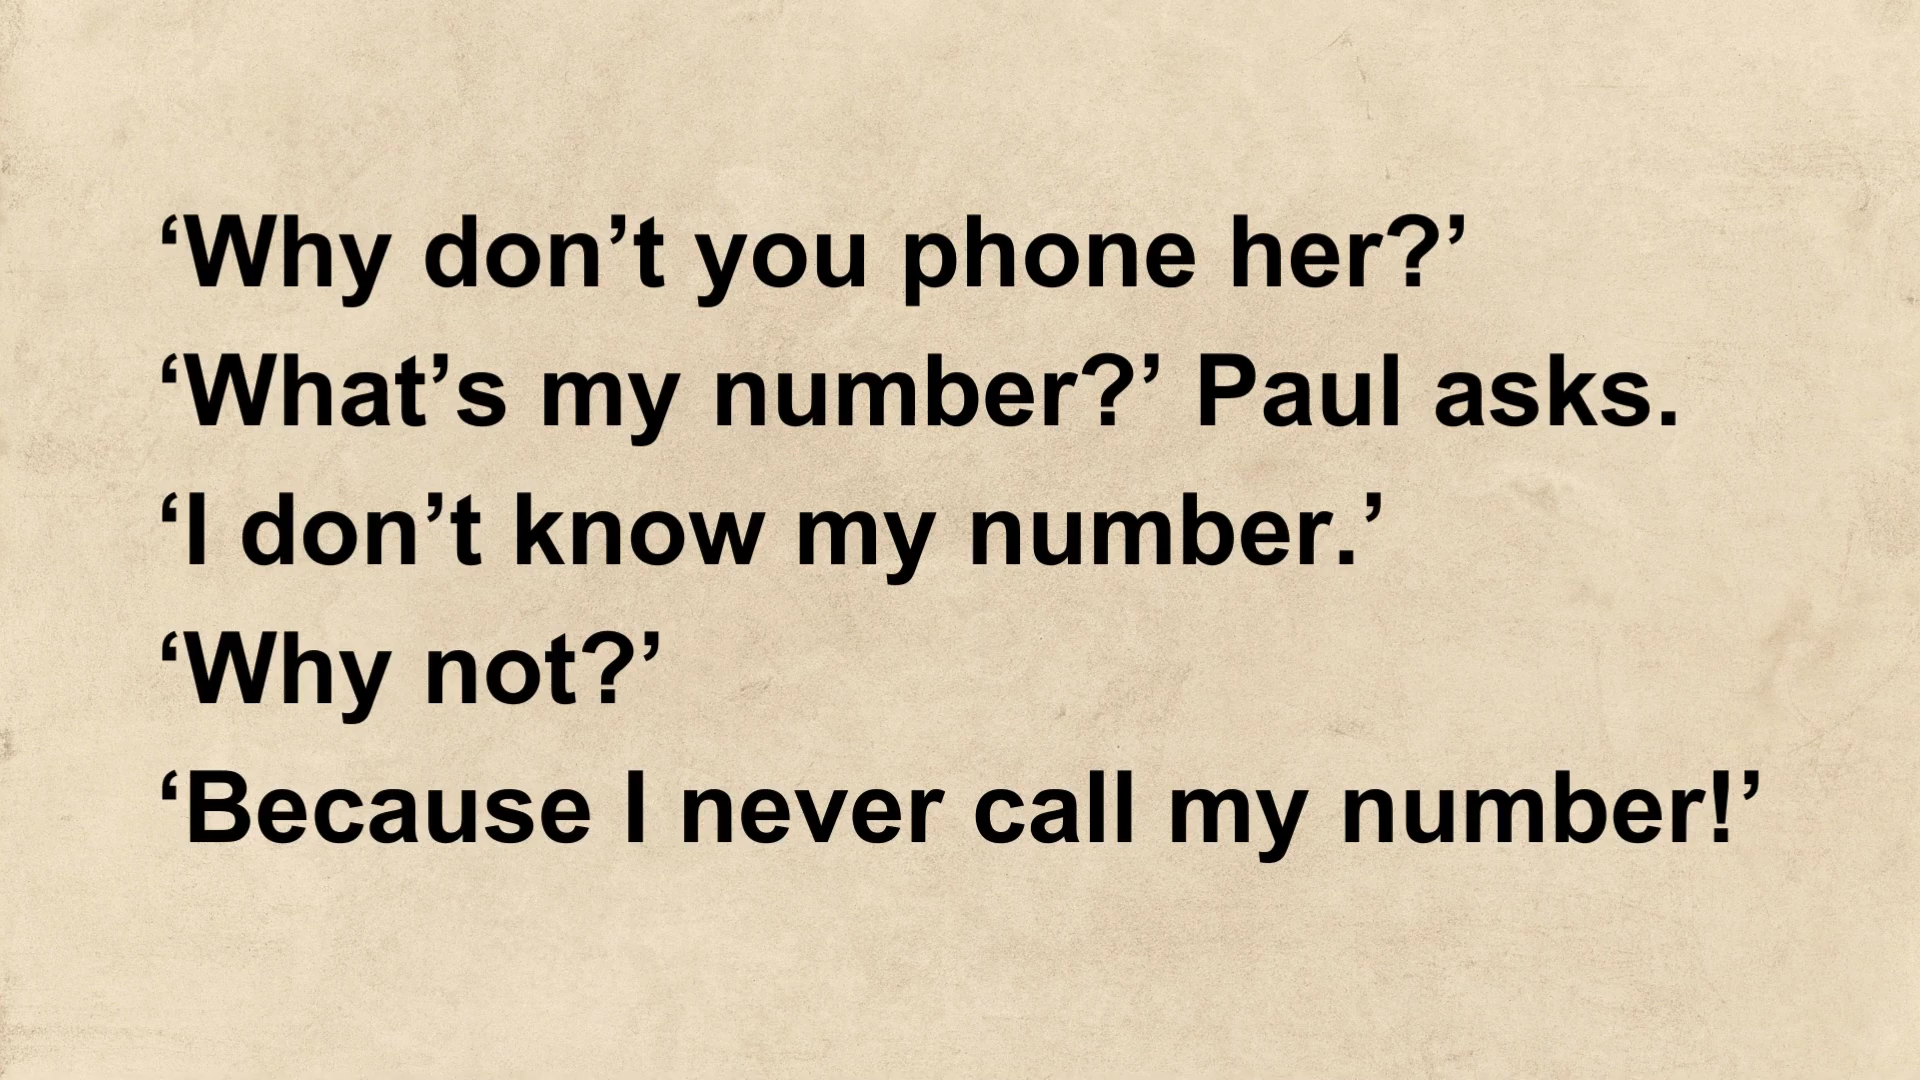 ‘Why don’t you phone her?’
‘What’s my number?’ Paul asks.
‘I don’t know my number.’
‘Why not?’
‘Because I never call my number!’